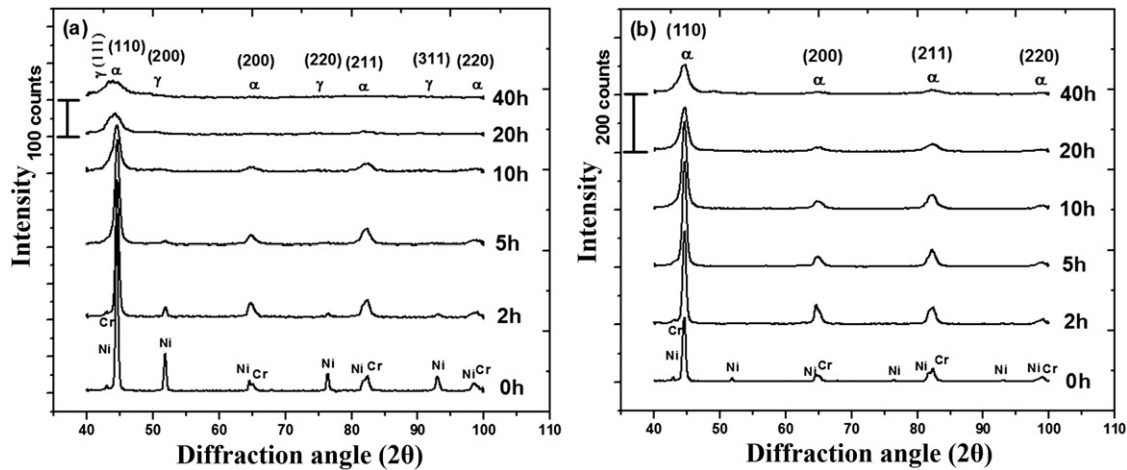 (a)
γ(111)
(110)
α
(200)
γ
(200)
α
(220)
γ
(211)
α
(311)
γ
(220)
α
40h
20h
10h
5h
2h
0h
Cr
Ni
Ni
Ni Cr
Ni
Ni Cr
Ni
Ni Cr
100 counts
Intensity
40 50 60 70 80 90 100 110
Diffraction angle (2θ)
(b)
(110)
α
(200)
α
(211)
α
(220)
α
40h
20h
10h
5h
2h
0h
Cr
Ni
Ni
Ni Cr
Ni
Ni Cr
Ni
Ni Cr
200 counts
Intensity
40 50 60 70 80 90 100 110
Diffraction angle (2θ)